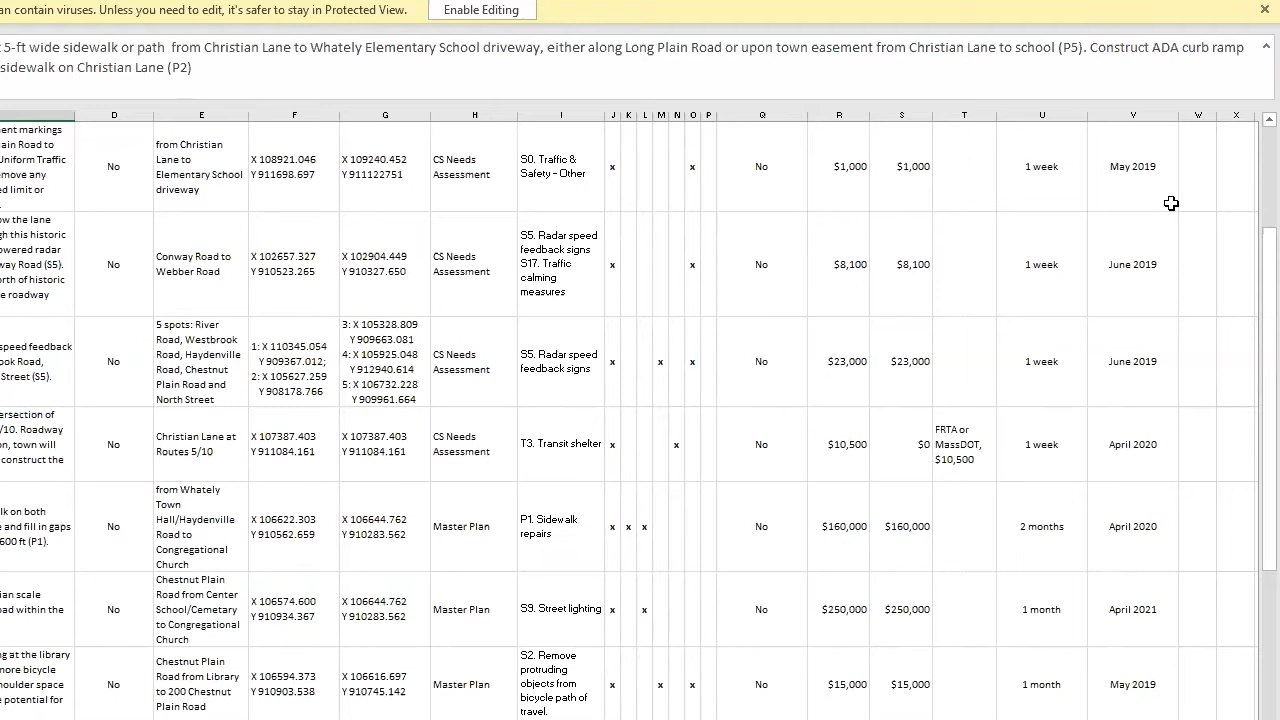 an contain viruses. Unless you need to edit, it's safer to stay in Protected View. Enable Editing
5-ft wide sidewalk or path from Christian Lane to Whately Elementary School driveway, either along Long Plain Road or upon town easement from Christian Lane to school (P5). Construct ADA curb ramp
sidewalk on Christian Lane (P2)
D E F G H I J K L M N O P Q R S T U V W X
ent markings
ain Road to
Uniform Traffic
emove any
ed limit or
No
from Christian
Lane to
Elementary School
driveway
X 108921.046
Y 911698.697
X 109240.452
Y 911122751
CS Needs
Assessment
S0. Traffic &
Safety - Other
x x No $1,000 $1,000 1 week May 2019
ow the lane
gh this historic
owered radar
way Road (S5).
orth of historic
e roadway
No
Conway Road to
Webber Road
X 102657.327
Y 910523.265
X 102904.449
Y 910327.650
CS Needs
Assessment
S5. Radar speed
feedback signs
S17. Traffic
calming
measures
x x No $8,100 $8,100 1 week June 2019
speed feedback
ook Road,
Street (S5).
No
5 spots: River
Road, Westbrook
Road, Haydenville
Road, Chestnut
Plain Road and
North Street
1: X 110345.054
Y 909367.012;
2: X 105627.259
Y 908178.766
3: X 105328.809
Y 909663.081
4: X 105925.048
Y 912940.614
5: X 106732.228
Y 909961.664
CS Needs
Assessment
S5. Radar speed
feedback signs
x x x No $23,000 $23,000 1 week June 2019
ersection of
/10. Roadway
on, town will
construct the
No
Christian Lane at
Routes 5/10
X 107387.403
Y 911084.161
X 107387.403
Y 911084.161
CS Needs
Assessment
T3. Transit shelter
x x No $10,500 $0
FRTA or
MassDOT,
$10,500
1 week April 2020
lk on both
e and fill in gaps
600 ft (P1).
No
from Whately
Town
Hall/Haydenville
Road to
Congregational
Church
X 106622.303
Y 910562.659
X 106644.762
Y 910283.562
Master Plan
P1. Sidewalk
repairs
x x x No $160,000 $160,000 2 months April 2020
ian scale
oad within the
No
Chestnut Plain
Road from Center
School/Cemetary
to Congregational
Church
X 106574.600
Y 910934.367
X 106644.762
Y 910283.562
Master Plan
S9. Street lighting
x x No $250,000 $250,000 1 month April 2021
ng at the library
more bicycle
houlder space
e potential for
No
Chestnut Plain
Road from Library
to 200 Chestnut
Plain Road
X 106594.373
Y 910903.538
X 106616.697
Y 910745.142
Master Plan
S2. Remove
protruding
objects from
bicycle path of
travel.
x x x No $15,000 $15,000 1 month May 2019